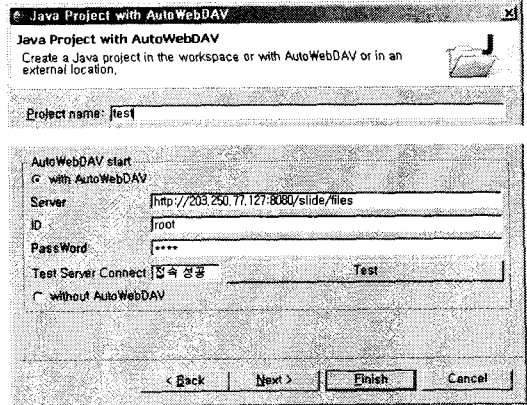 Java Project with AutoWebDAV
Java Project with AutoWebDAV
Create a Java project in the workspace or with AutoWebDAV or in an
external location.
Project name: test
AutoWebDAV start
with AutoWebDAV
Server http://203.250.77.127:8080/slide/files
ID root
PassWord ****
Test Server Connect 접속 성공 Test
without AutoWebDAV
< Back Next > Finish Cancel